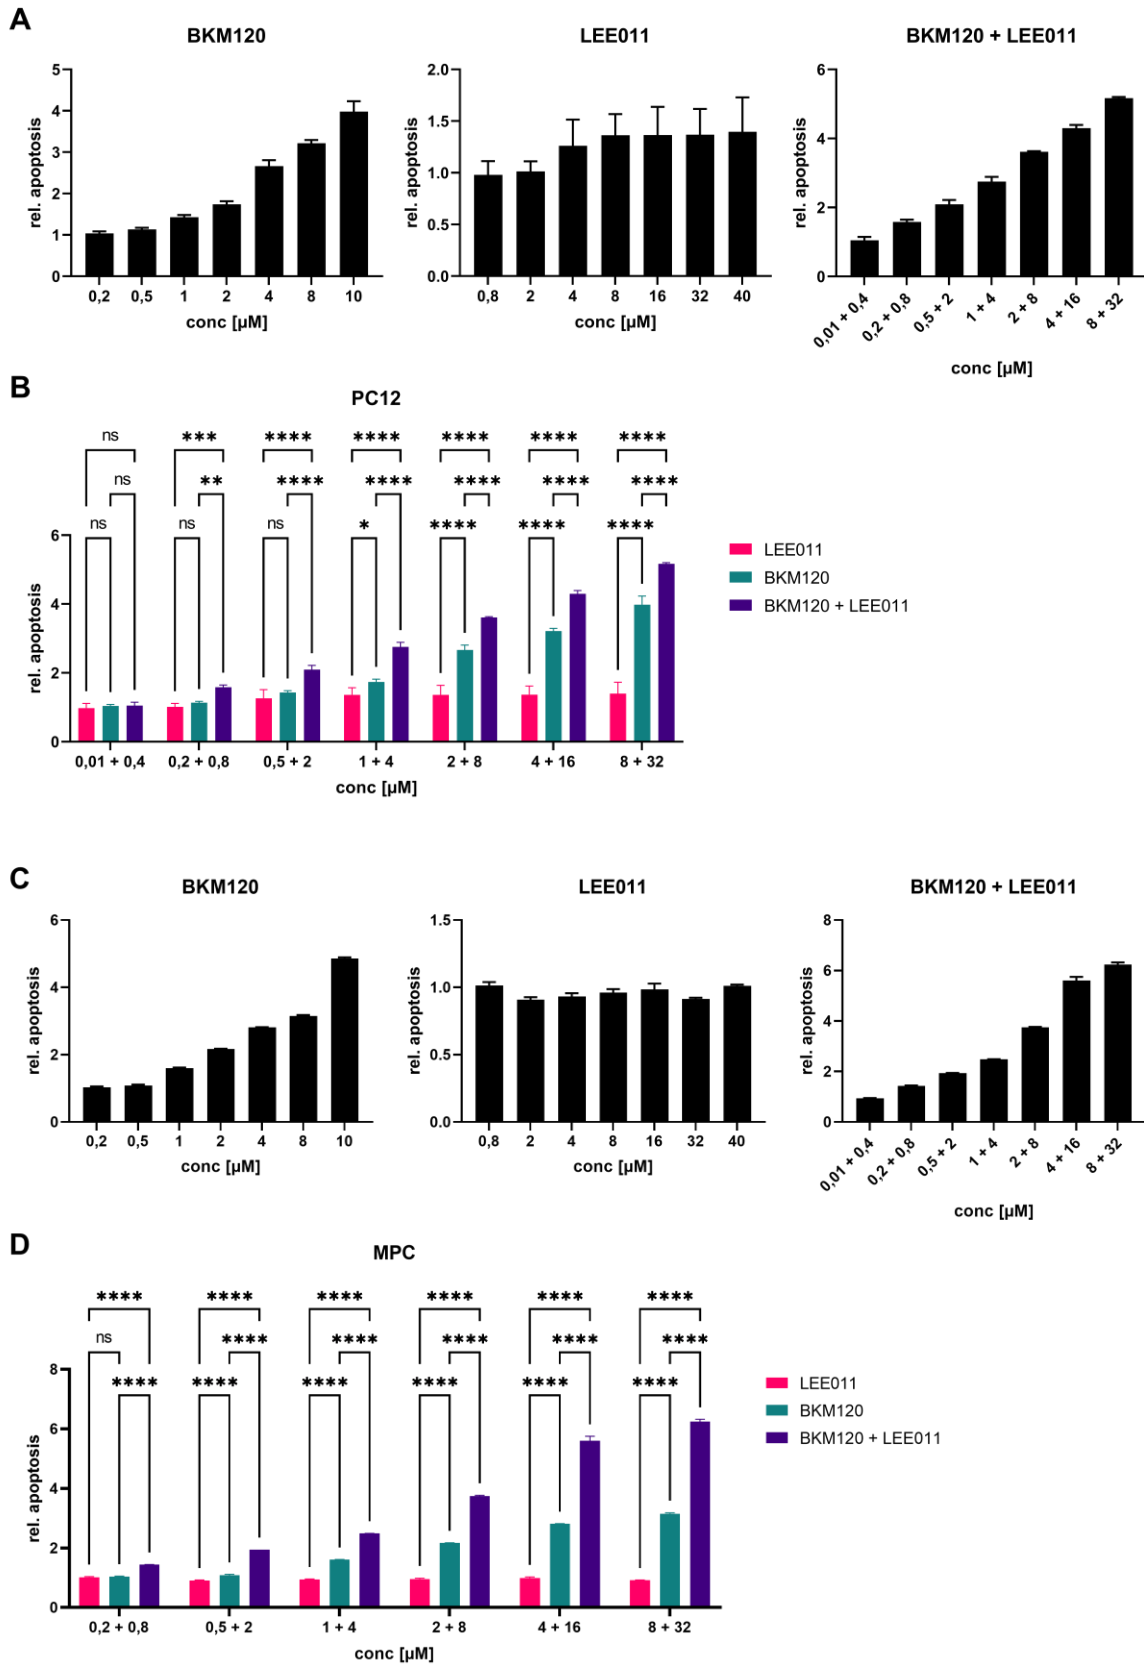 A
BKM120
LEE011
BKM120 + LEE011
rel. apoptosis
5
4
3
2
1
0
0,2 0,5 1 2 4 8 10
conc [µM]
rel. apoptosis
2.0
1.5
1.0
0.5
0.0
0,8 2 4 8 16 32 40
conc [µM]
rel. apoptosis
6
4
2
0
0,01 + 0,4 0,2 + 0,8 0,5 + 2 1 + 4 2 + 8 4 + 16 8 + 32
conc [µM]
B
PC12
ns *** **** **** **** **** ****
ns ** **** **** **** **** ****
ns ns ns * **** **** ****
rel. apoptosis
6
4
2
0
0,01 + 0,4 0,2 + 0,8 0,5 + 2 1 + 4 2 + 8 4 + 16 8 + 32
conc [µM]
LEE011
BKM120
BKM120 + LEE011
C
BKM120
LEE011
BKM120 + LEE011
rel. apoptosis
6
4
2
0
0,2 0,5 1 2 4 8 10
conc [µM]
rel. apoptosis
1.5
1.0
0.5
0.0
0,8 2 4 8 16 32 40
conc [µM]
rel. apoptosis
8
6
4
2
0
0,01 + 0,4 0,2 + 0,8 0,5 + 2 1 + 4 2 + 8 4 + 16 8 + 32
conc [µM]
D
MPC
**** **** **** **** **** ****
ns **** **** **** **** ****
**** **** **** **** **** ****
rel. apoptosis
8
6
4
2
0
0,2 + 0,8 0,5 + 2 1 + 4 2 + 8 4 + 16 8 + 32
conc [µM]
LEE011
BKM120
BKM120 + LEE011